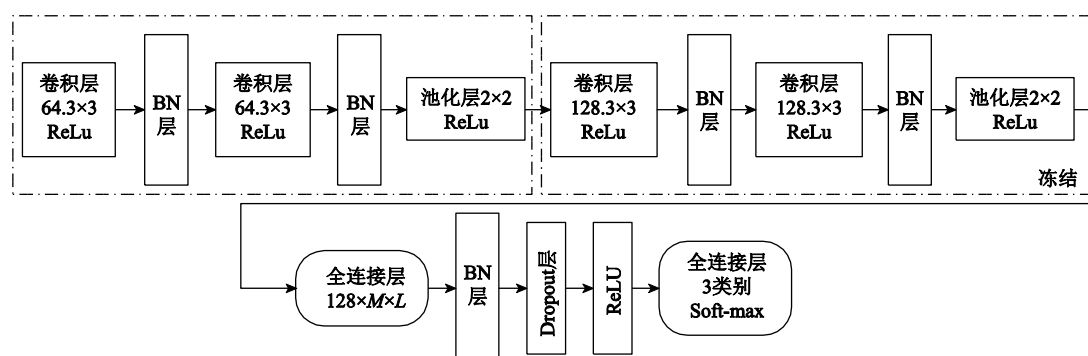 卷积层
64.3×3
ReLu
BN
层
卷积层
64.3×3
ReLu
BN
层
池化层2×2
ReLu
卷积层
128.3×3
ReLu
BN
层
卷积层
128.3×3
ReLu
BN
层
池化层2×2
ReLu
冻结
全连接层
128×M×L
BN
层
Dropout层
ReLU
全连接层
3类别
Soft-max